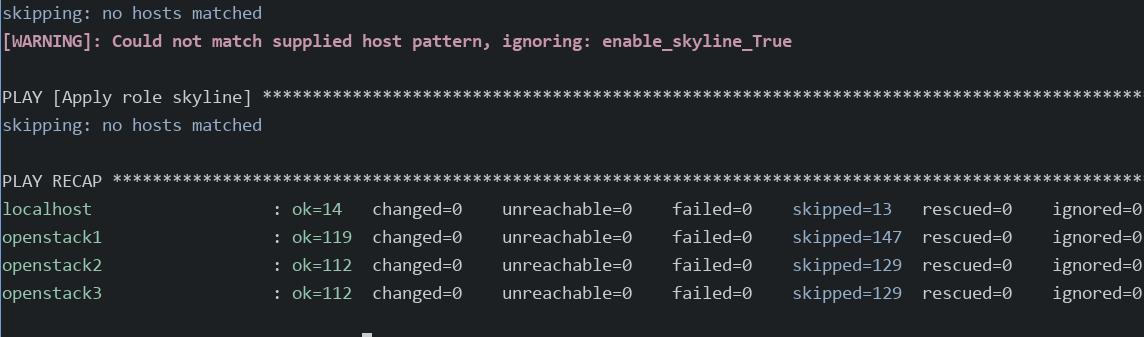 skipping: no hosts matched
[WARNING]: Could not match supplied host pattern, ignoring: enable_skyline_True
PLAY [Apply role skyline] ****************************************************************************************
skipping: no hosts matched
PLAY RECAP *******************************************************************************************************
localhost : ok=14 changed=0 unreachable=0 failed=0 skipped=13 rescued=0 ignored=0
openstack1 : ok=119 changed=0 unreachable=0 failed=0 skipped=147 rescued=0 ignored=0
openstack2 : ok=112 changed=0 unreachable=0 failed=0 skipped=129 rescued=0 ignored=0
openstack3 : ok=112 changed=0 unreachable=0 failed=0 skipped=129 rescued=0 ignored=0